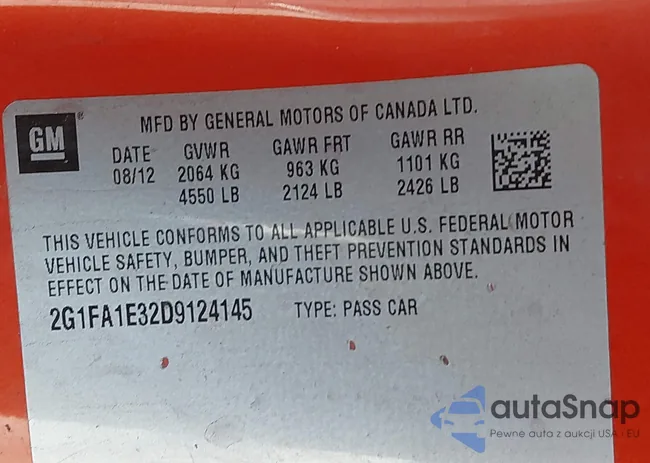 GM®
MFD BY GENERAL MOTORS OF CANADA LTD.
DATE GVWR GAWR FRT GAWR RR
08/12 2064 KG 963 KG 1101 KG
4550 LB 2124 LB 2426 LB
THIS VEHICLE CONFORMS TO ALL APPLICABLE U.S. FEDERAL MOTOR
VEHICLE SAFETY, BUMPER, AND THEFT PREVENTION STANDARDS IN
EFFECT ON THE DATE OF MANUFACTURE SHOWN ABOVE.
2G1FA1E32D9124145 TYPE: PASS CAR
autaSnap
Pewne auta z aukcji USA - EU